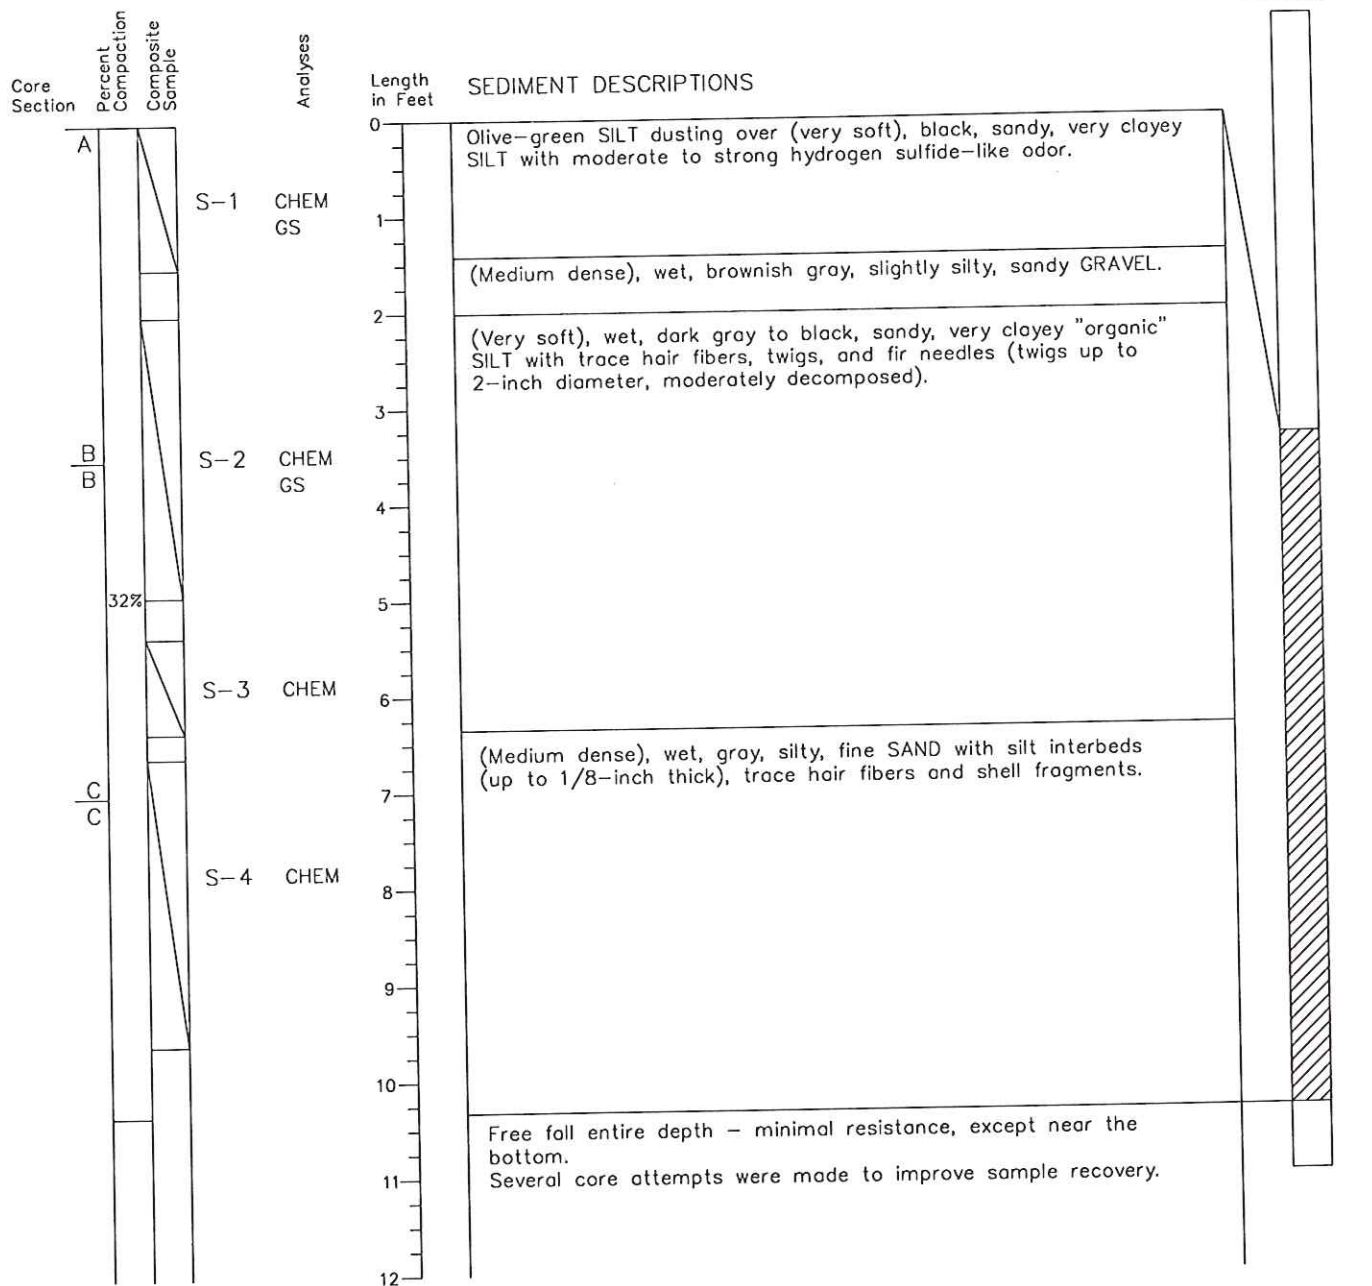 Core
Section
Percent
Compaction
Composite
Sample
Analyses
Length
in Feet
SEDIMENT DESCRIPTIONS
0
A
Olive-green SILT dusting over (very soft), black, sandy, very clayey
SILT with moderate to strong hydrogen sulfide-like odor.
S-1 CHEM
GS
1
(Medium dense), wet, brownish gray, slightly silty, sandy GRAVEL.
2
(Very soft), wet, dark gray to black, sandy, very clayey "organic"
SILT with trace hair fibers, twigs, and fir needles (twigs up to
2-inch diameter, moderately decomposed).
3
B
B
S-2 CHEM
GS
4
32%
5
S-3 CHEM
6
(Medium dense), wet, gray, silty, fine SAND with silt interbeds
(up to 1/8-inch thick), trace hair fibers and shell fragments.
C
C
7
S-4 CHEM
8
9
10
Free fall entire depth – minimal resistance, except near the
bottom.
Several core attempts were made to improve sample recovery.
11
12